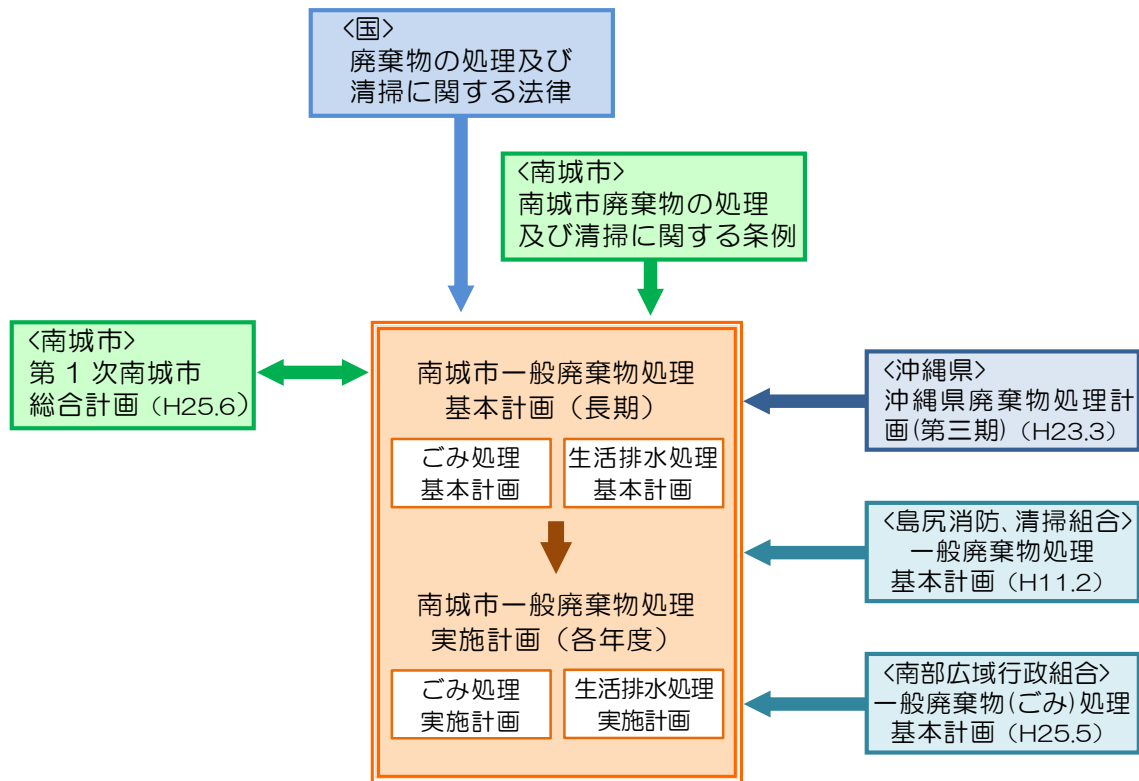 <国>
廃棄物の処理及び
清掃に関する法律
<南城市>
南城市廃棄物の処理
及び清掃に関する条例
<南城市>
第 1 次南城市
総合計画（H25.6）
南城市一般廃棄物処理
基本計画（長期）
ごみ処理
基本計画
生活排水処理
基本計画
南城市一般廃棄物処理
実施計画（各年度）
ごみ処理
実施計画
生活排水処理
実施計画
<沖縄県>
沖縄県廃棄物処理計
画(第三期)（H23.3）
<島尻消防、清掃組合>
一般廃棄物処理
基本計画（H11.2）
<南部広域行政組合>
一般廃棄物(ごみ)処理
基本計画（H25.5）